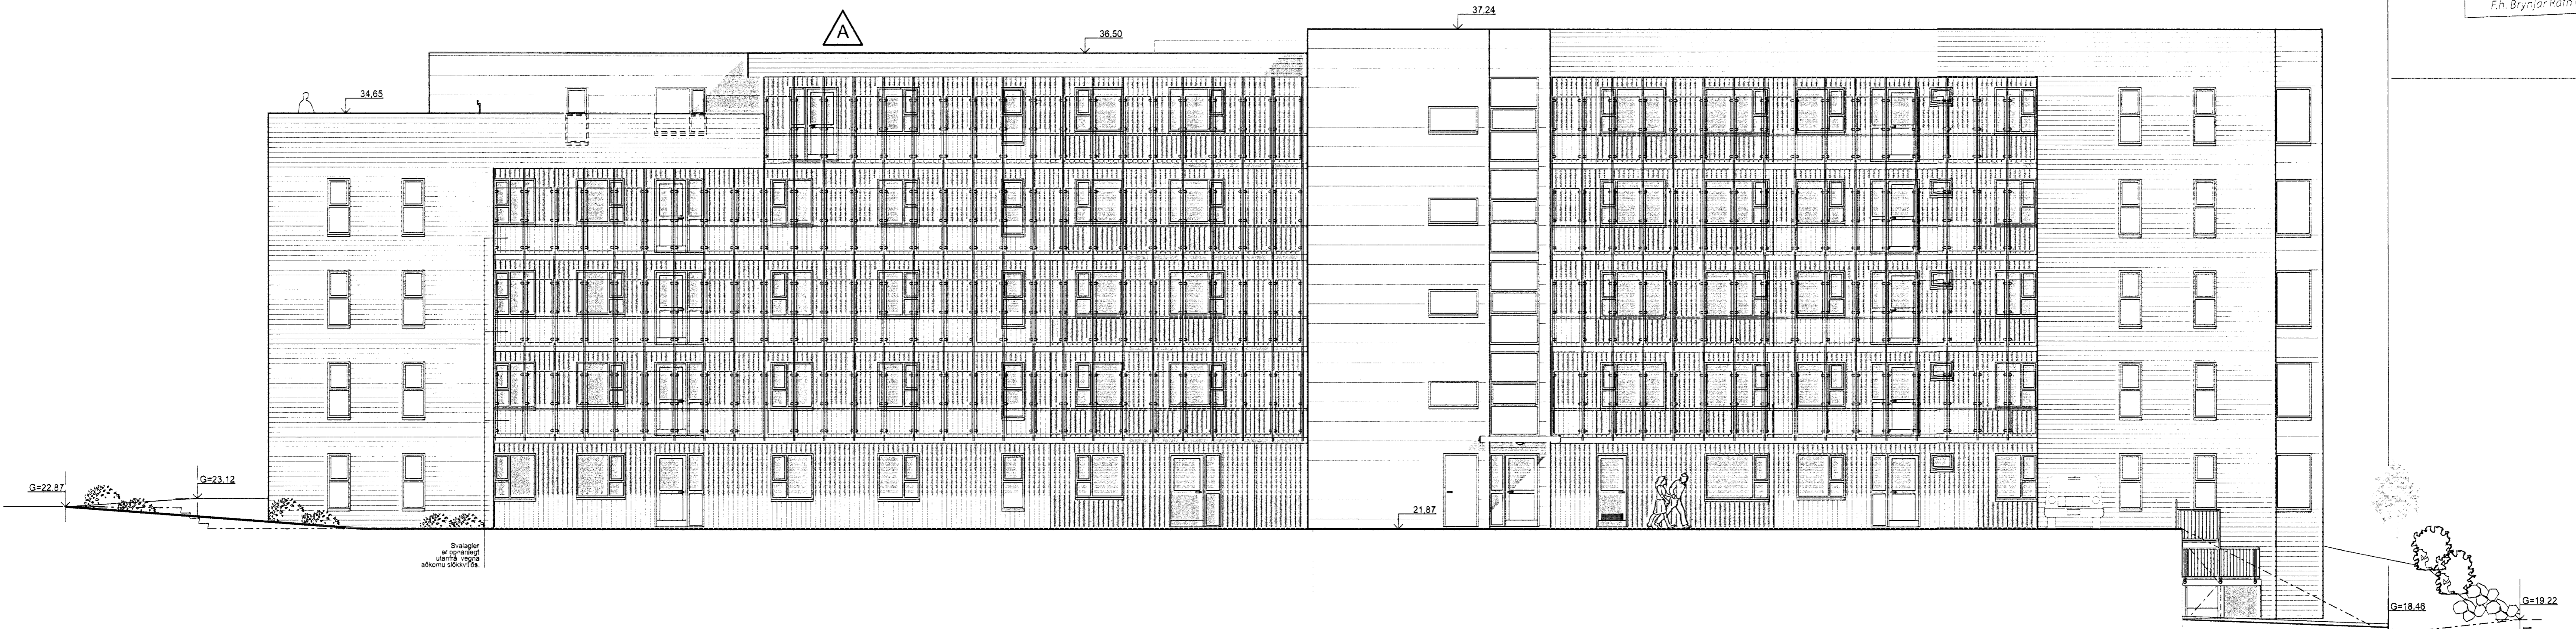 F.h. Brynjar
A
37.24
36.50
34.65
G=22.87
G=23.12
21.87
Svalagler
er opnanlegt
utanfrá vegna
aðkomu slökkviliðs.
G=18.46
G=19.22